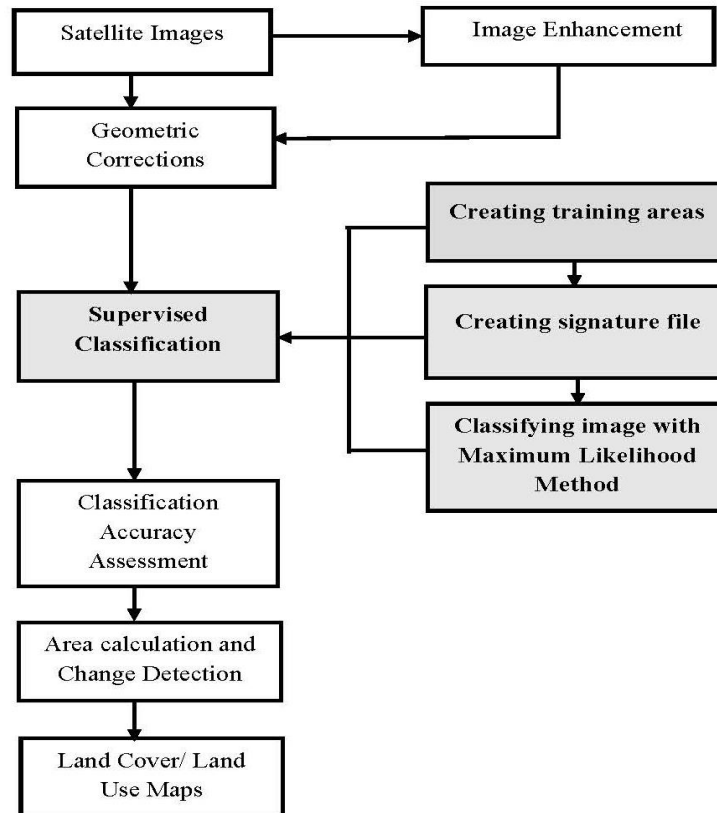 Satellite Images
Image Enhancement
Geometric
Corrections
Creating training areas
Supervised
Classification
Creating signature file
Classifying image with
Maximum Likelihood
Method
Classification
Accuracy
Assessment
Area calculation and
Change Detection
Land Cover/ Land
Use Maps